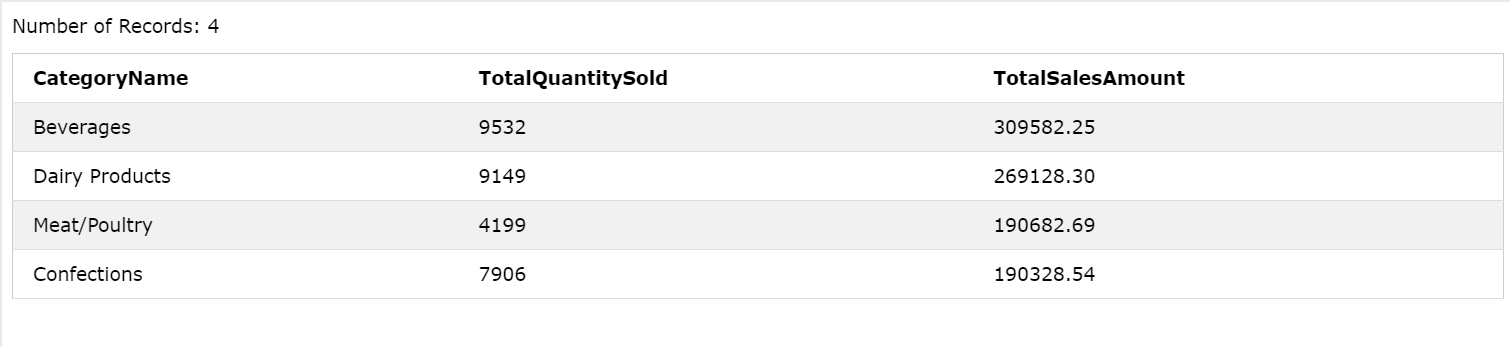 Number of Records: 4
CategoryName TotalQuantitySold TotalSalesAmount
Beverages 9532 309582.25
Dairy Products 9149 269128.30
Meat/Poultry 4199 190682.69
Confections 7906 190328.54